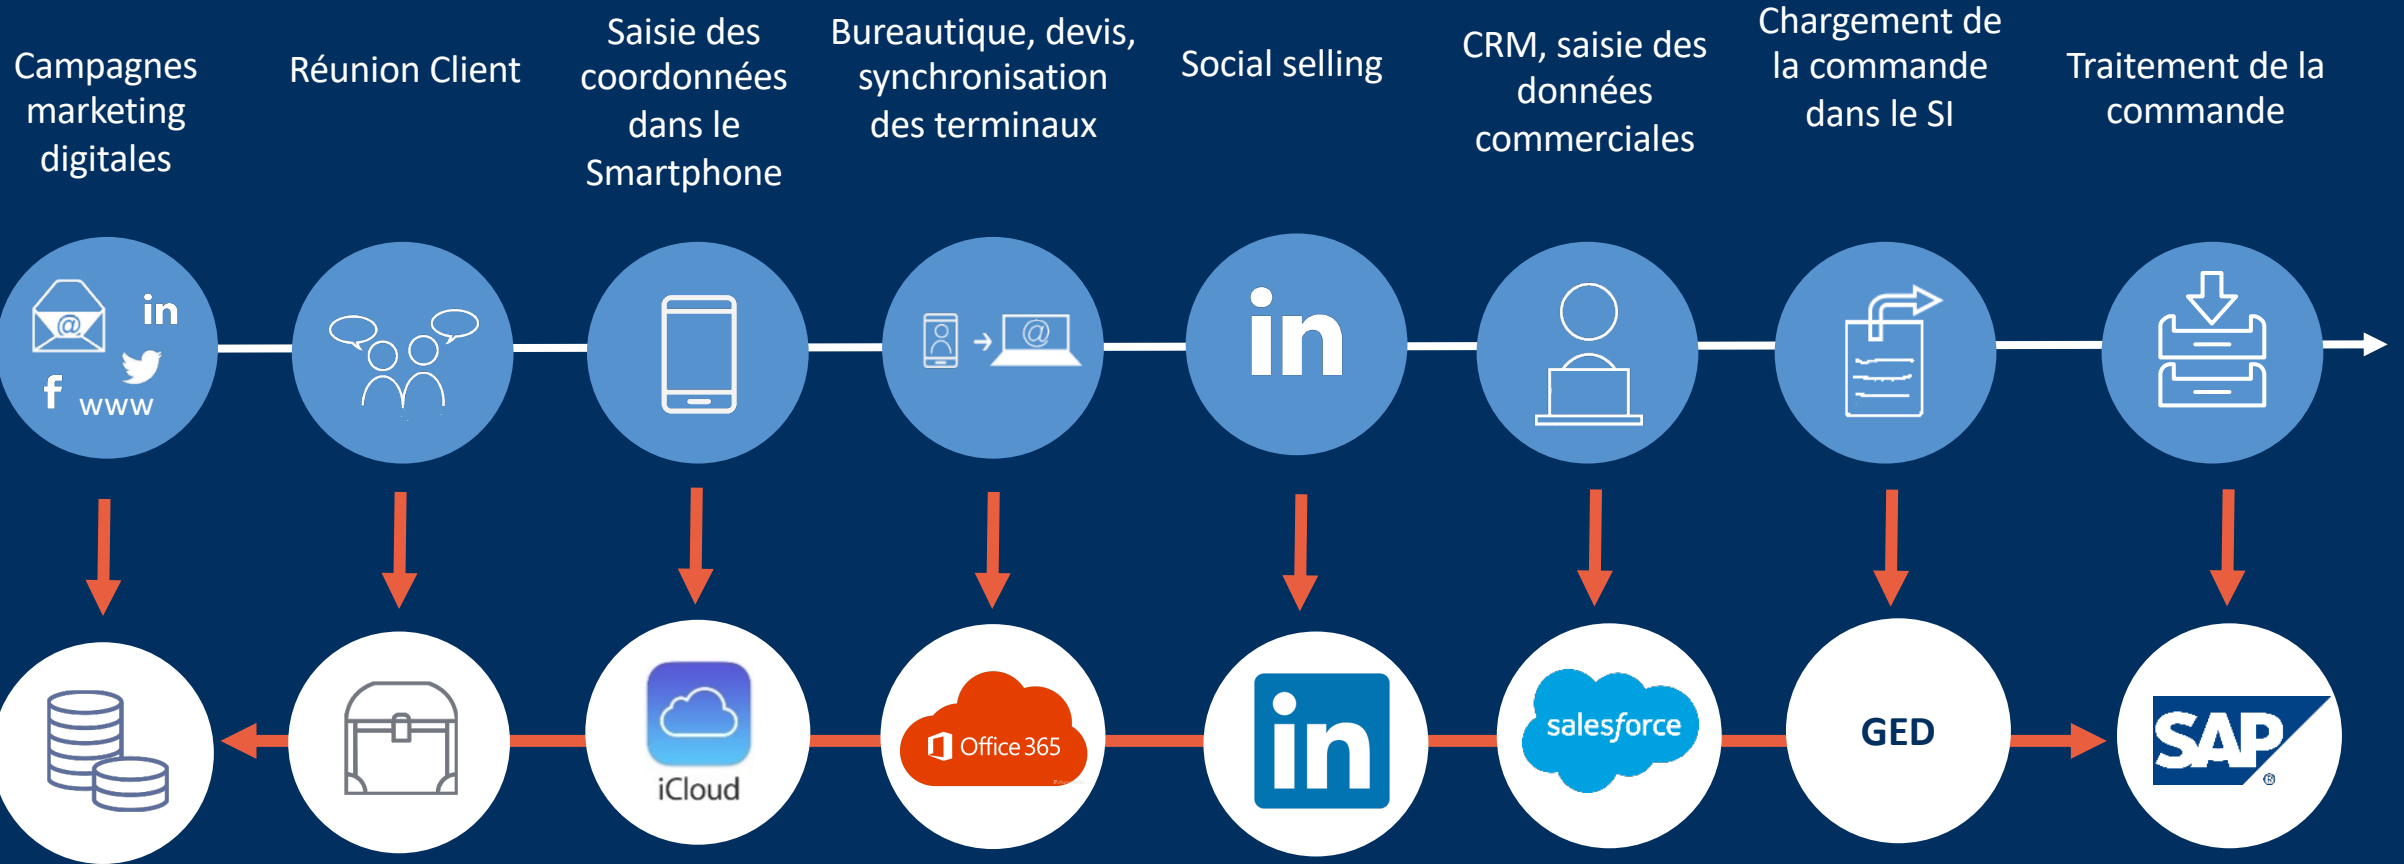 Campagnes
marketing
digitales
Réunion Client
Saisie des
coordonnées
dans le
Smartphone
Bureautique, devis,
synchronisation
des terminaux
Social selling
CRM, saisie des
données
commerciales
Chargement de
la commande
dans le SI
Traitement de la
commande
@
in
f
www
@
in
iCloud
Office 365
in
salesforce
GED
SAP
®